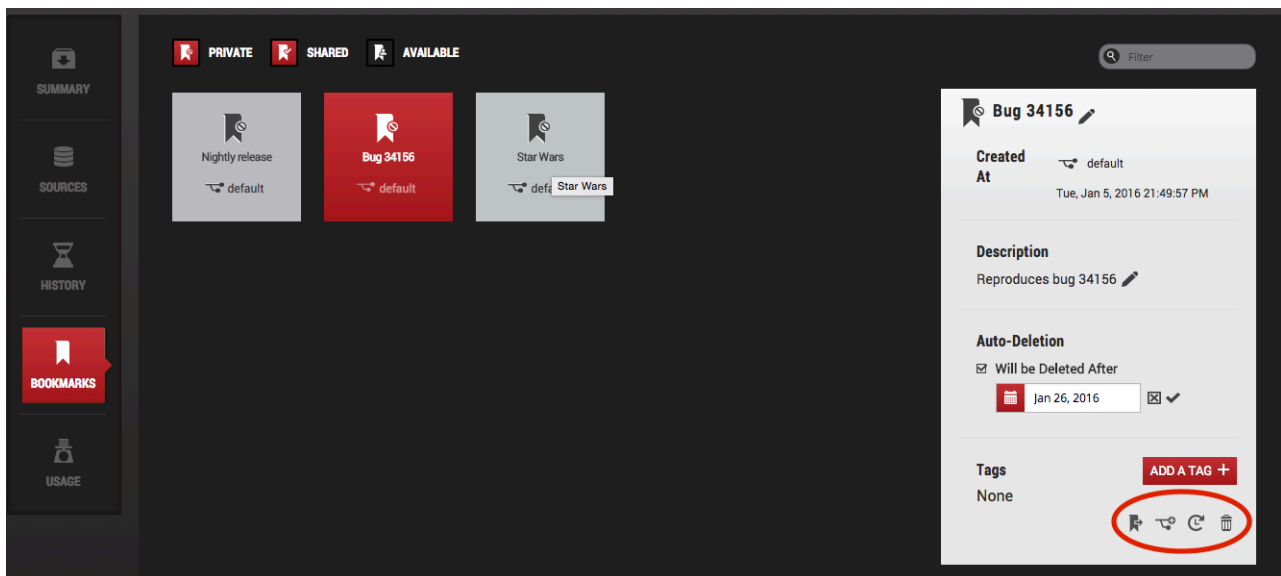 PRIVATE SHARED AVAILABLE
Filter
SUMMARY
SOURCES
HISTORY
BOOKMARKS
USAGE
Nightly release
default
Bug 34156
default
Star Wars
Star Wars
Bug 34156
Created At
default
Tue, Jan 5, 2016 21:49:57 PM
Description
Reproduces bug 34156
Auto-Deletion
Will be Deleted After
Jan 26, 2016
Tags
ADD A TAG +
None